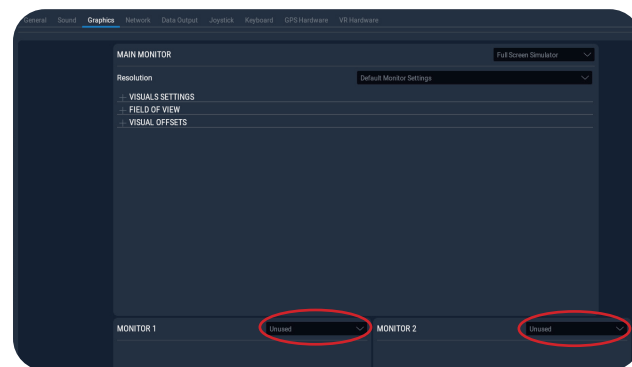 General Sound Graphics Network Data Output Joystick Keyboard GPS Hardware VR Hardware
MAIN MONITOR Full Screen Simulator
Resolution Default Monitor Settings
+ VISUALS SETTINGS
+ FIELD OF VIEW
+ VISUAL OFFSETS
MONITOR 1 Unused MONITOR 2 Unused